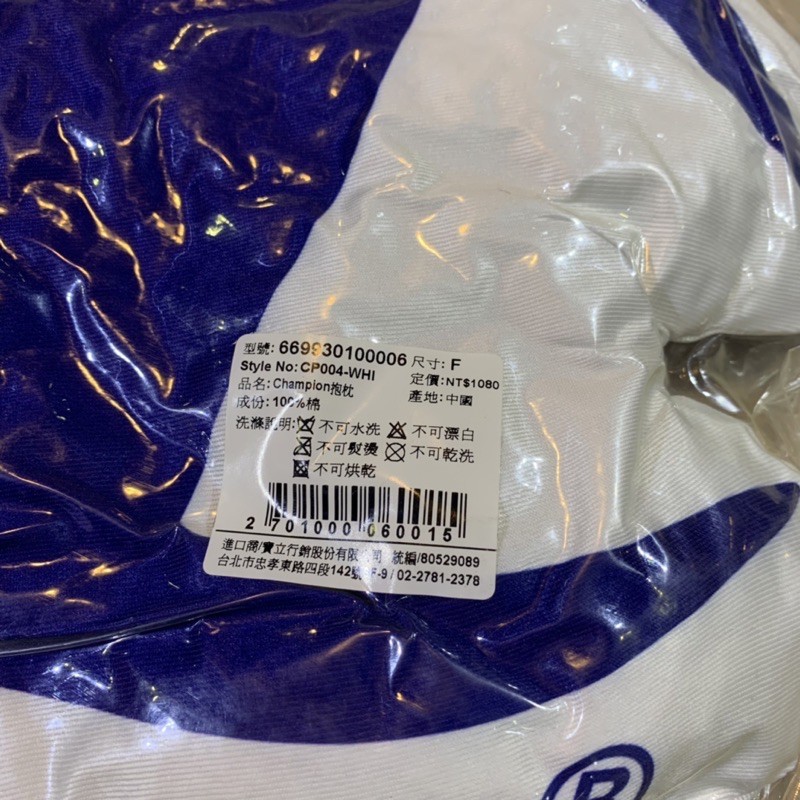 型號: 669930100006 尺寸: F
Style No: CP004-WHI 定價: NT$1080
品名: Champion抱枕 產地: 中國
成份: 100%棉
洗滌說明: 不可水洗 不可漂白
不可熨燙 不可乾洗
不可烘乾
2 701000 060015
進口商/寶立行銷股份有限公司 統編/80529089
台北市忠孝東路四段142號 F-9 / 02-2781-2378
®